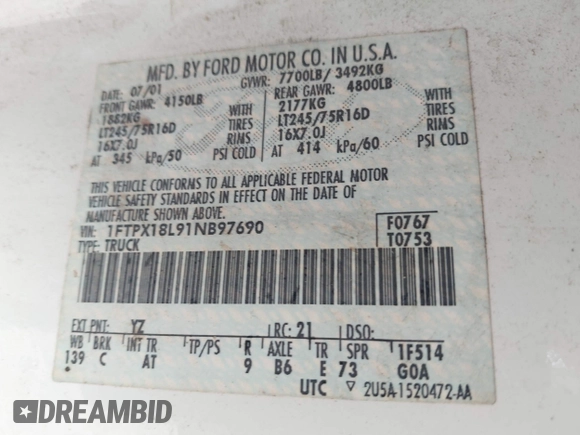 MFD. BY FORD MOTOR CO. IN U.S.A.
DATE: 07/01 GVWR: 7700LB/ 3492KG
FRONT GAWR: 4150LB REAR GAWR: 4800LB
1882KG WITH 2177KG WITH
LT245/75R16D TIRES LT245/75R16D TIRES
16X7.0J RIMS 16X7.0J RIMS
AT 345 kPa/50 PSI COLD AT 414 kPa/60 PSI COLD
THIS VEHICLE CONFORMS TO ALL APPLICABLE FEDERAL MOTOR
VEHICLE SAFETY STANDARDS IN EFFECT ON THE DATE OF
MANUFACTURE SHOWN ABOVE.
VIN: 1FTPX18L91NB97690 F0767
TYPE: TRUCK T0753
EXT PNT: YZ RC: 21 DSO:
WB BRK INT TR TP/PS R AXLE TR SPR 1F514
139 C AT 9 B6 E 73 G0A
UTC ▽ 2U5A-1520472-AA
DREAMBID